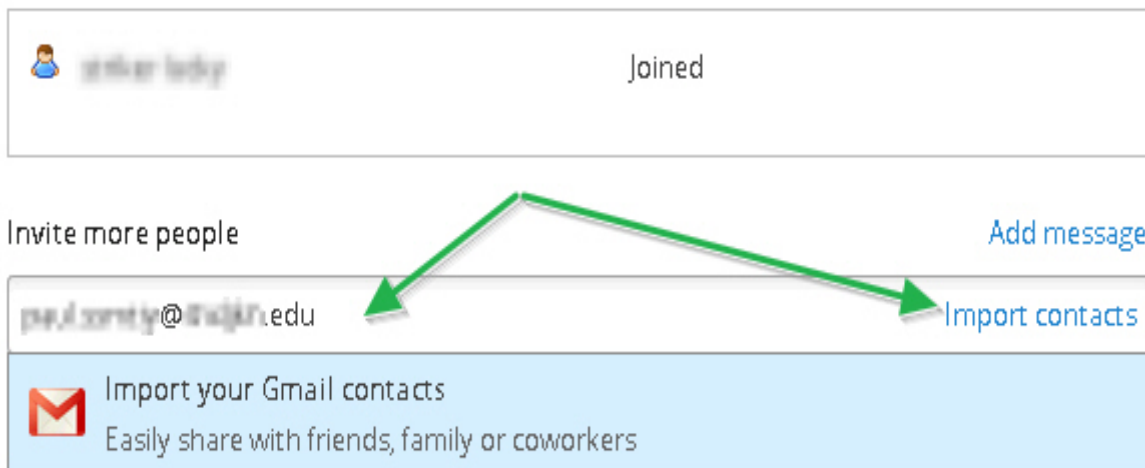 Joined
Invite more people
Add message
@ .edu
Import contacts
Import your Gmail contacts
Easily share with friends, family or coworkers